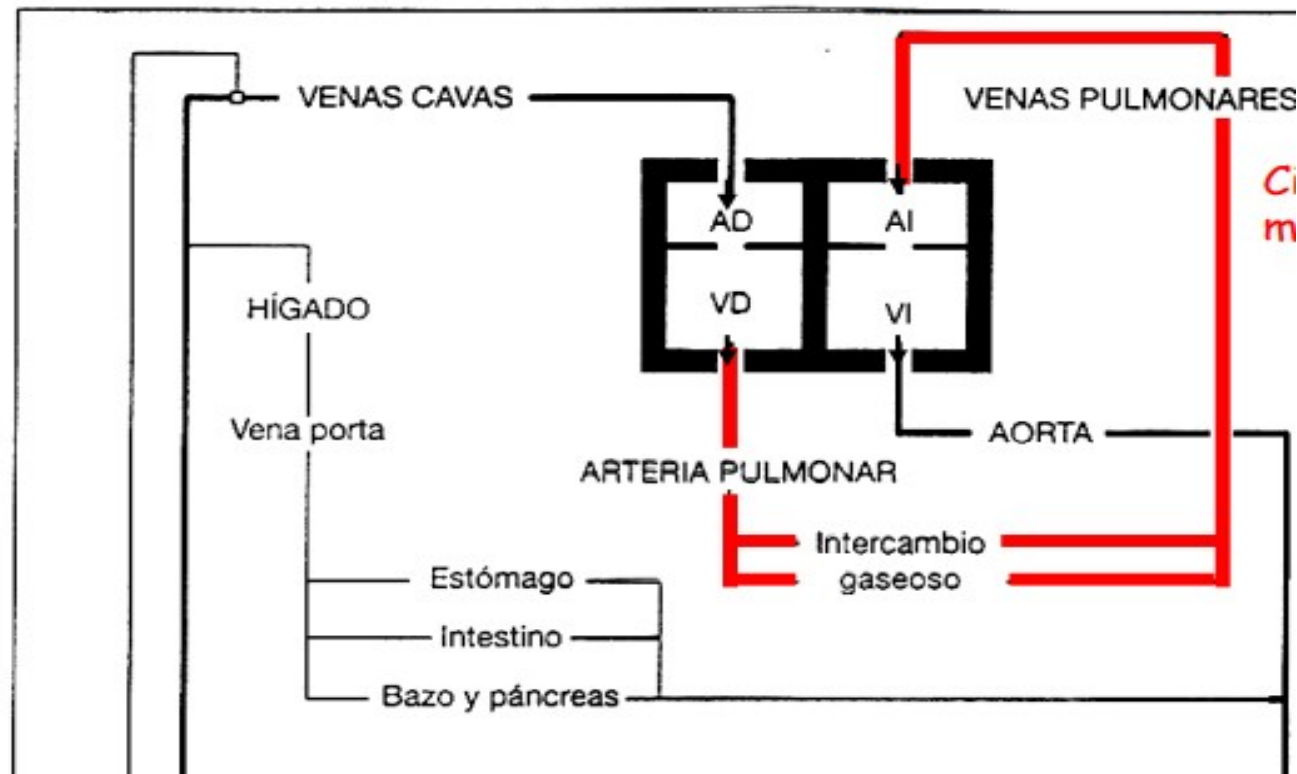 VENAS CAVAS
VENAS PULMONARES
AD
AI
HÍGADO
VD
VI
Vena porta
AORTA
ARTERIA PULMONAR
Intercambio
gaseoso
Estómago
Intestino
Bazo y páncreas